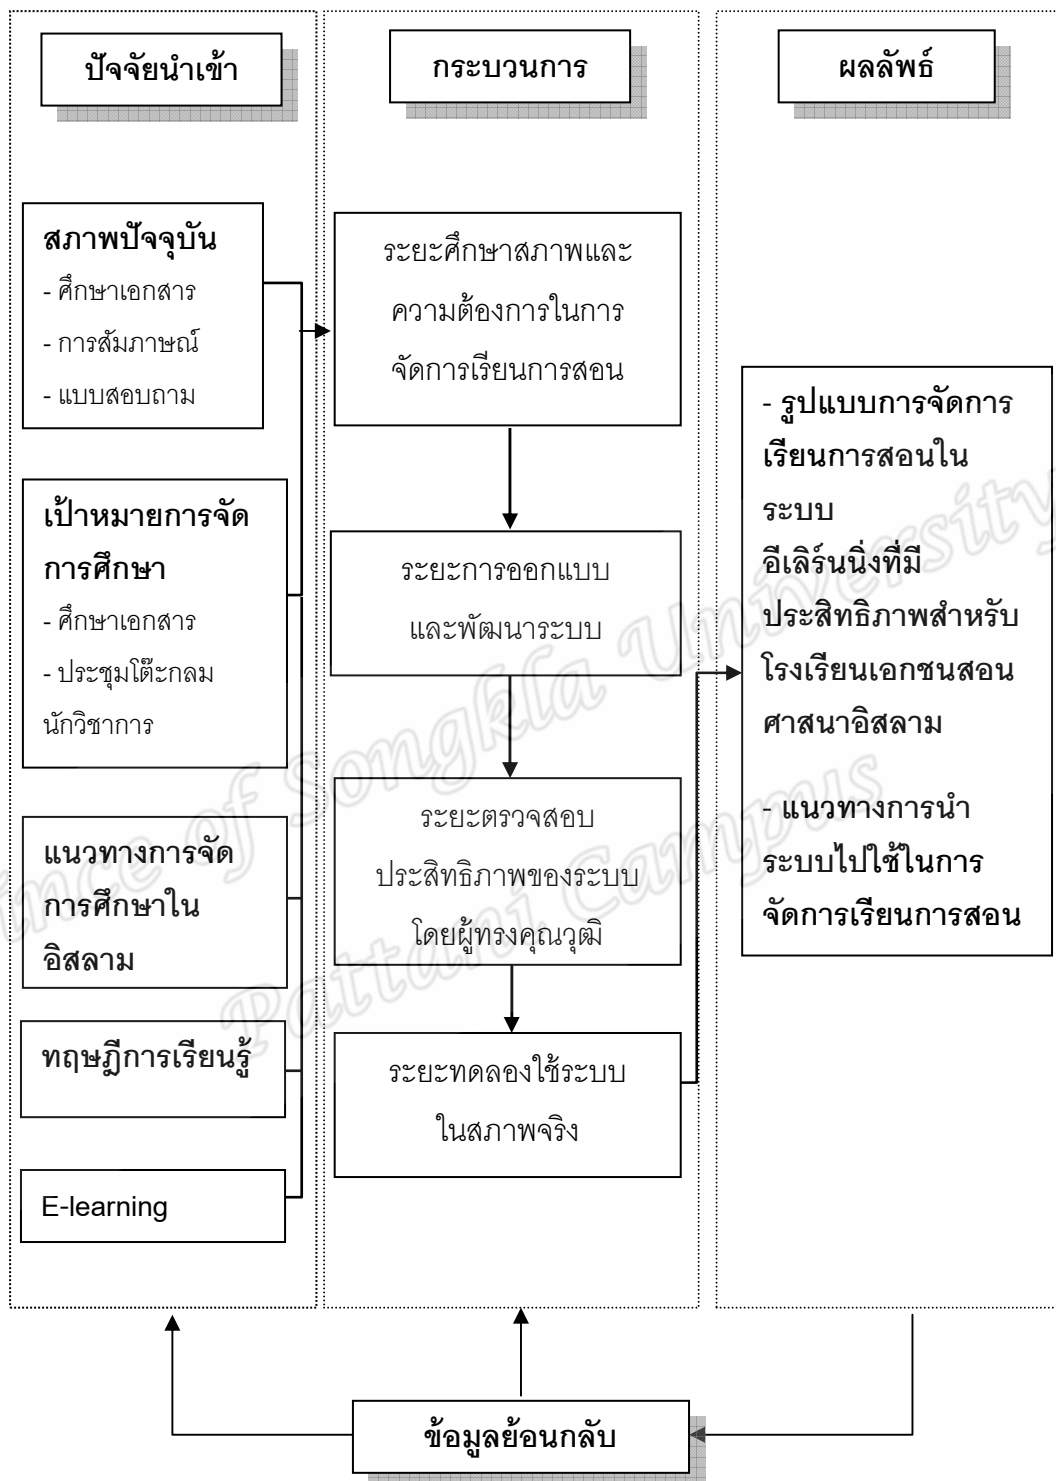 ปัจจัยนำเข้า
กระบวนการ
ผลลัพธ์
สภาพปัจจุบัน
- ศึกษาเอกสาร
- การสัมภาษณ์
- แบบสอบถาม
เป้าหมายการจัด
การศึกษา
- ศึกษาเอกสาร
- ประชุมโต๊ะกลม
นักวิชาการ
แนวทางการจัด
การศึกษาใน
อิสลาม
ทฤษฎีการเรียนรู้
E-learning
ระยะศึกษาสภาพและ
ความต้องการในการ
จัดการเรียนการสอน
ระยะการออกแบบ
และพัฒนาระบบ
ระยะตรวจสอบ
ประสิทธิภาพของระบบ
โดยผู้ทรงคุณวุฒิ
ระยะทดลองใช้ระบบ
ในสภาพจริง
- รูปแบบการจัดการ
เรียนการสอนใน
ระบบ
อีเลิร์นนิ่งที่มี
ประสิทธิภาพสำหรับ
โรงเรียนเอกชนสอน
ศาสนาอิสลาม
- แนวทางการนำ
ระบบไปใช้ในการ
จัดการเรียนการสอน
ข้อมูลย้อนกลับ
of Songkla University
Pattani Campus